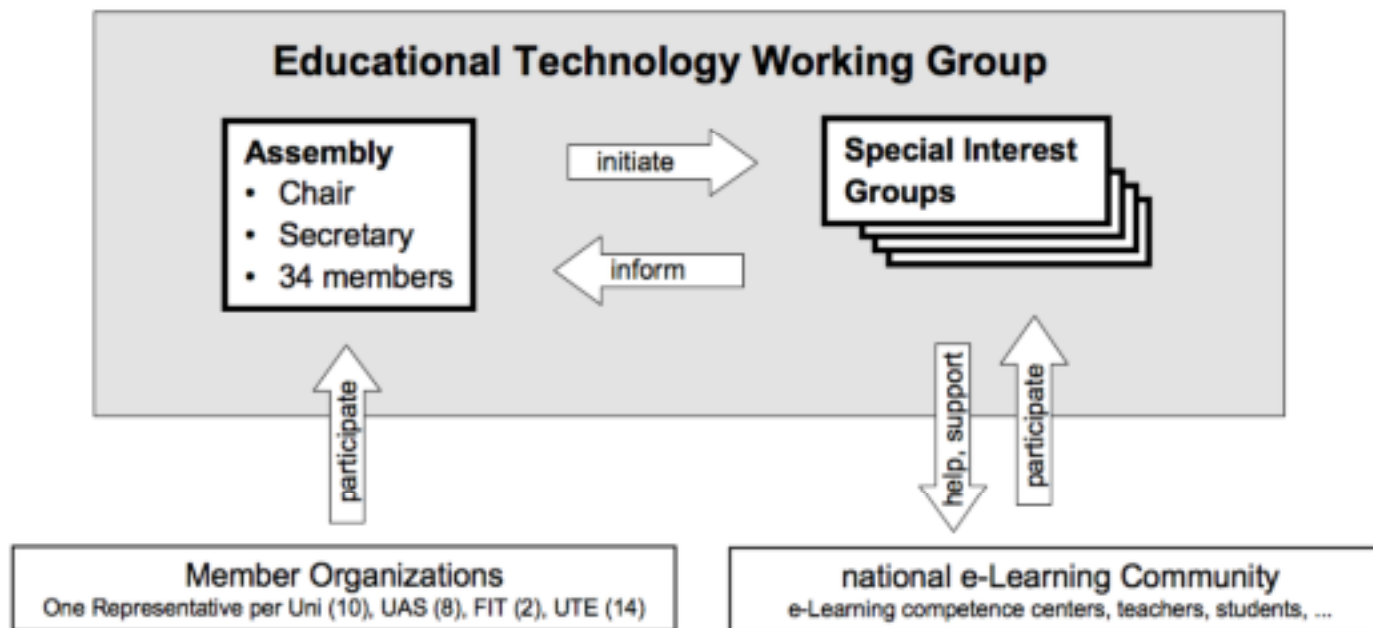 Educational Technology Working Group
Assembly
• Chair
• Secretary
• 34 members
initiate
inform
Special Interest
Groups
participate
help, support
participate
Member Organizations
One Representative per Uni (10), UAS (8), FIT (2), UTE (14)
national e-Learning Community
e-Learning competence centers, teachers, students, ...